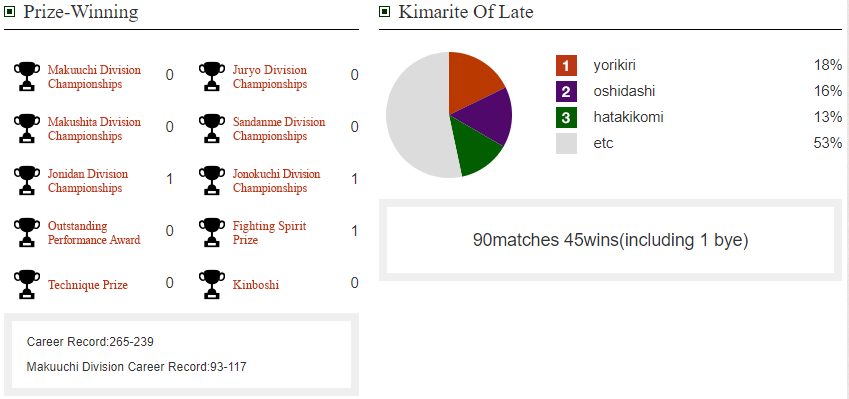 Prize-Winning
Makuuchi Division
Championships
0
Juryo Division
Championships
0
Makushita Division
Championships
0
Sandanme Division
Championships
0
Jonidan Division
Championships
1
Jonokuchi Division
Championships
1
Outstanding
Performance Award
0
Fighting Spirit
Prize
1
Technique Prize
0
Kinboshi
0
Career Record:265-239
Makuuchi Division Career Record:93-117
Kimarite Of Late
1 yorikiri 18%
2 oshidashi 16%
3 hatakikomi 13%
etc 53%
90matches 45wins(including 1 bye)